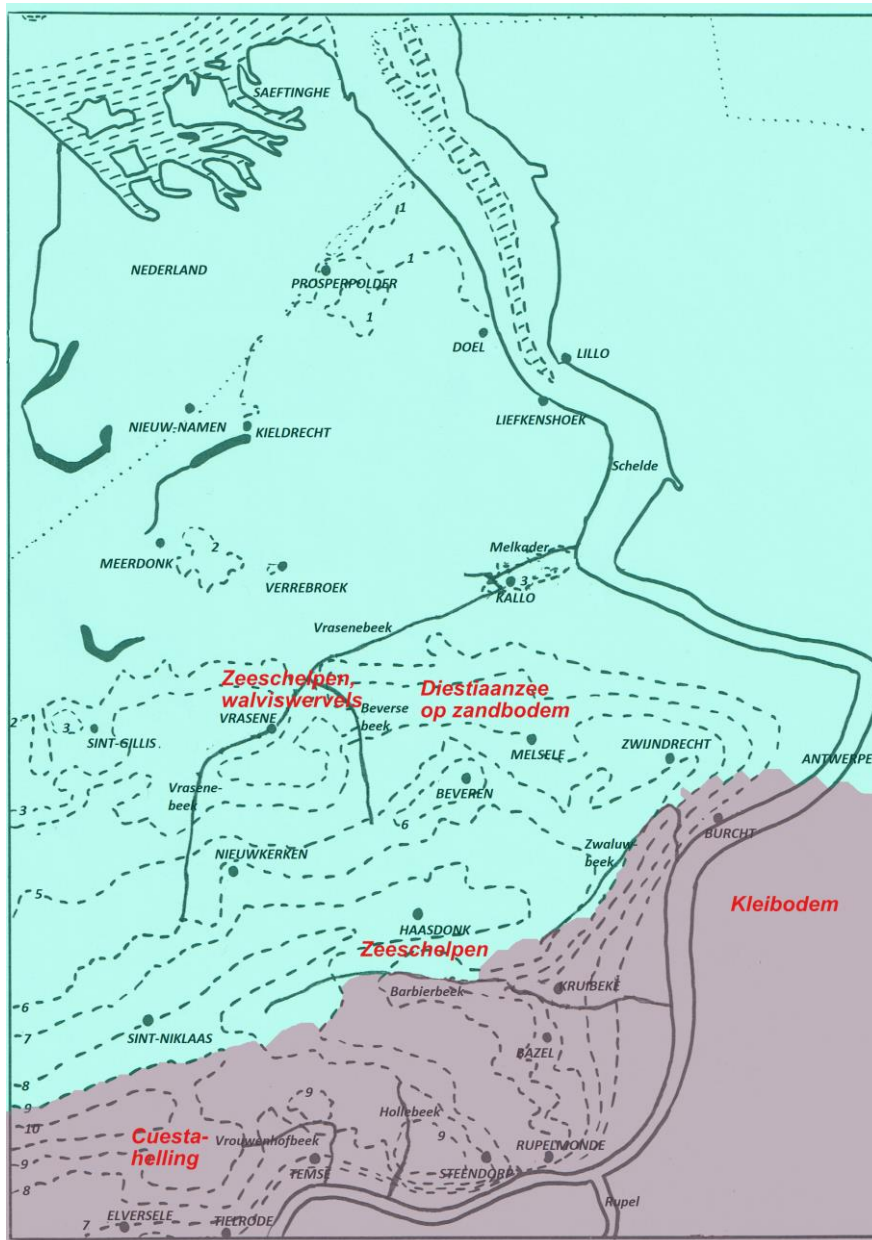 SAEFTINGHE
1
NEDERLAND
1
PROSPERPOLDER
1
DOEL
LILLO
NIEUW-NAMEN
LIEFKENSHOEK
KIELDRECHT
Schelde
MEERDONK
2
Melkader
VERREBROEK
3
KALLO
Vrasenebeek
Zeeschelpen,
walviswervels
Diestiaanzee
op zandbodem
2
3
SINT-GILLIS
VRASENE
Beverse
beek
MELSELE
ZWIJNDRECHT
ANTWERPE
Vrasene-
beek
BEVEREN
3
6
BURCHT
NIEUWKERKEN
Zwaluw-
beek
5
Kleibodem
HAASDONK
Zeeschelpen
6
Barbierbeek
KRUIBEKE
7
SINT-NIKLAAS
BAZEL
8
9
9
Hollebeek
10
Cuesta-
helling
Vrouwenhofbeek
9
RUPELMONDE
9
TEMSE
STEENDORP
8
Rupel
ELVERSELE
7
TIELRODE